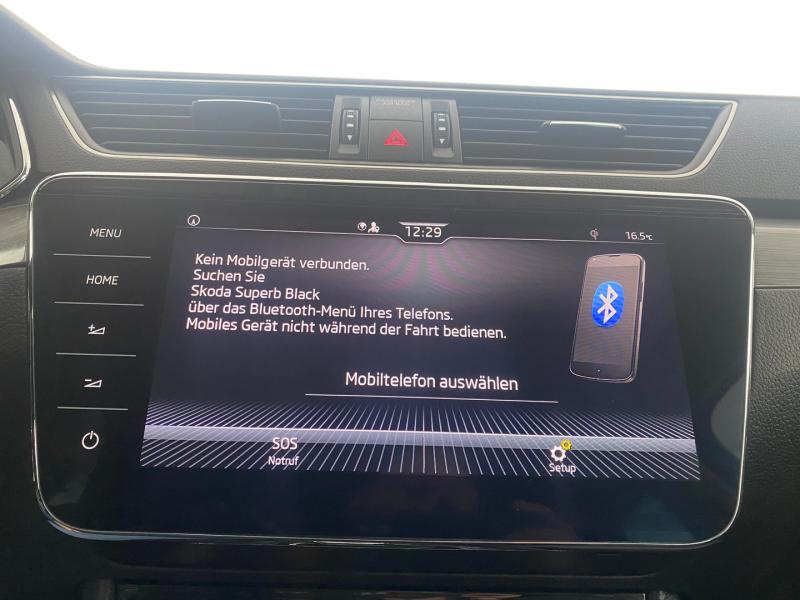 MENU
HOME
12:29
16.5°C
Kein Mobilgerät verbunden.
Suchen Sie
Skoda Superb Black
über das Bluetooth-Menü Ihres Telefons.
Mobiles Gerät nicht während der Fahrt bedienen.
Mobiltelefon auswählen
SOS
Notruf
Setup